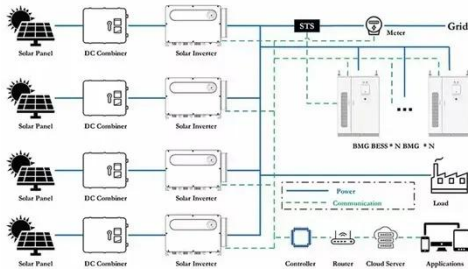 STS
Meter
Grid
Solar Panel DC Combiner Solar Inverter
Solar Panel DC Combiner Solar Inverter
BMG BESS * N BMG * N
Solar Panel DC Combiner Solar Inverter
Power
Communication
Load
Solar Panel DC Combiner Solar Inverter
Controller Router Cloud Server Applications